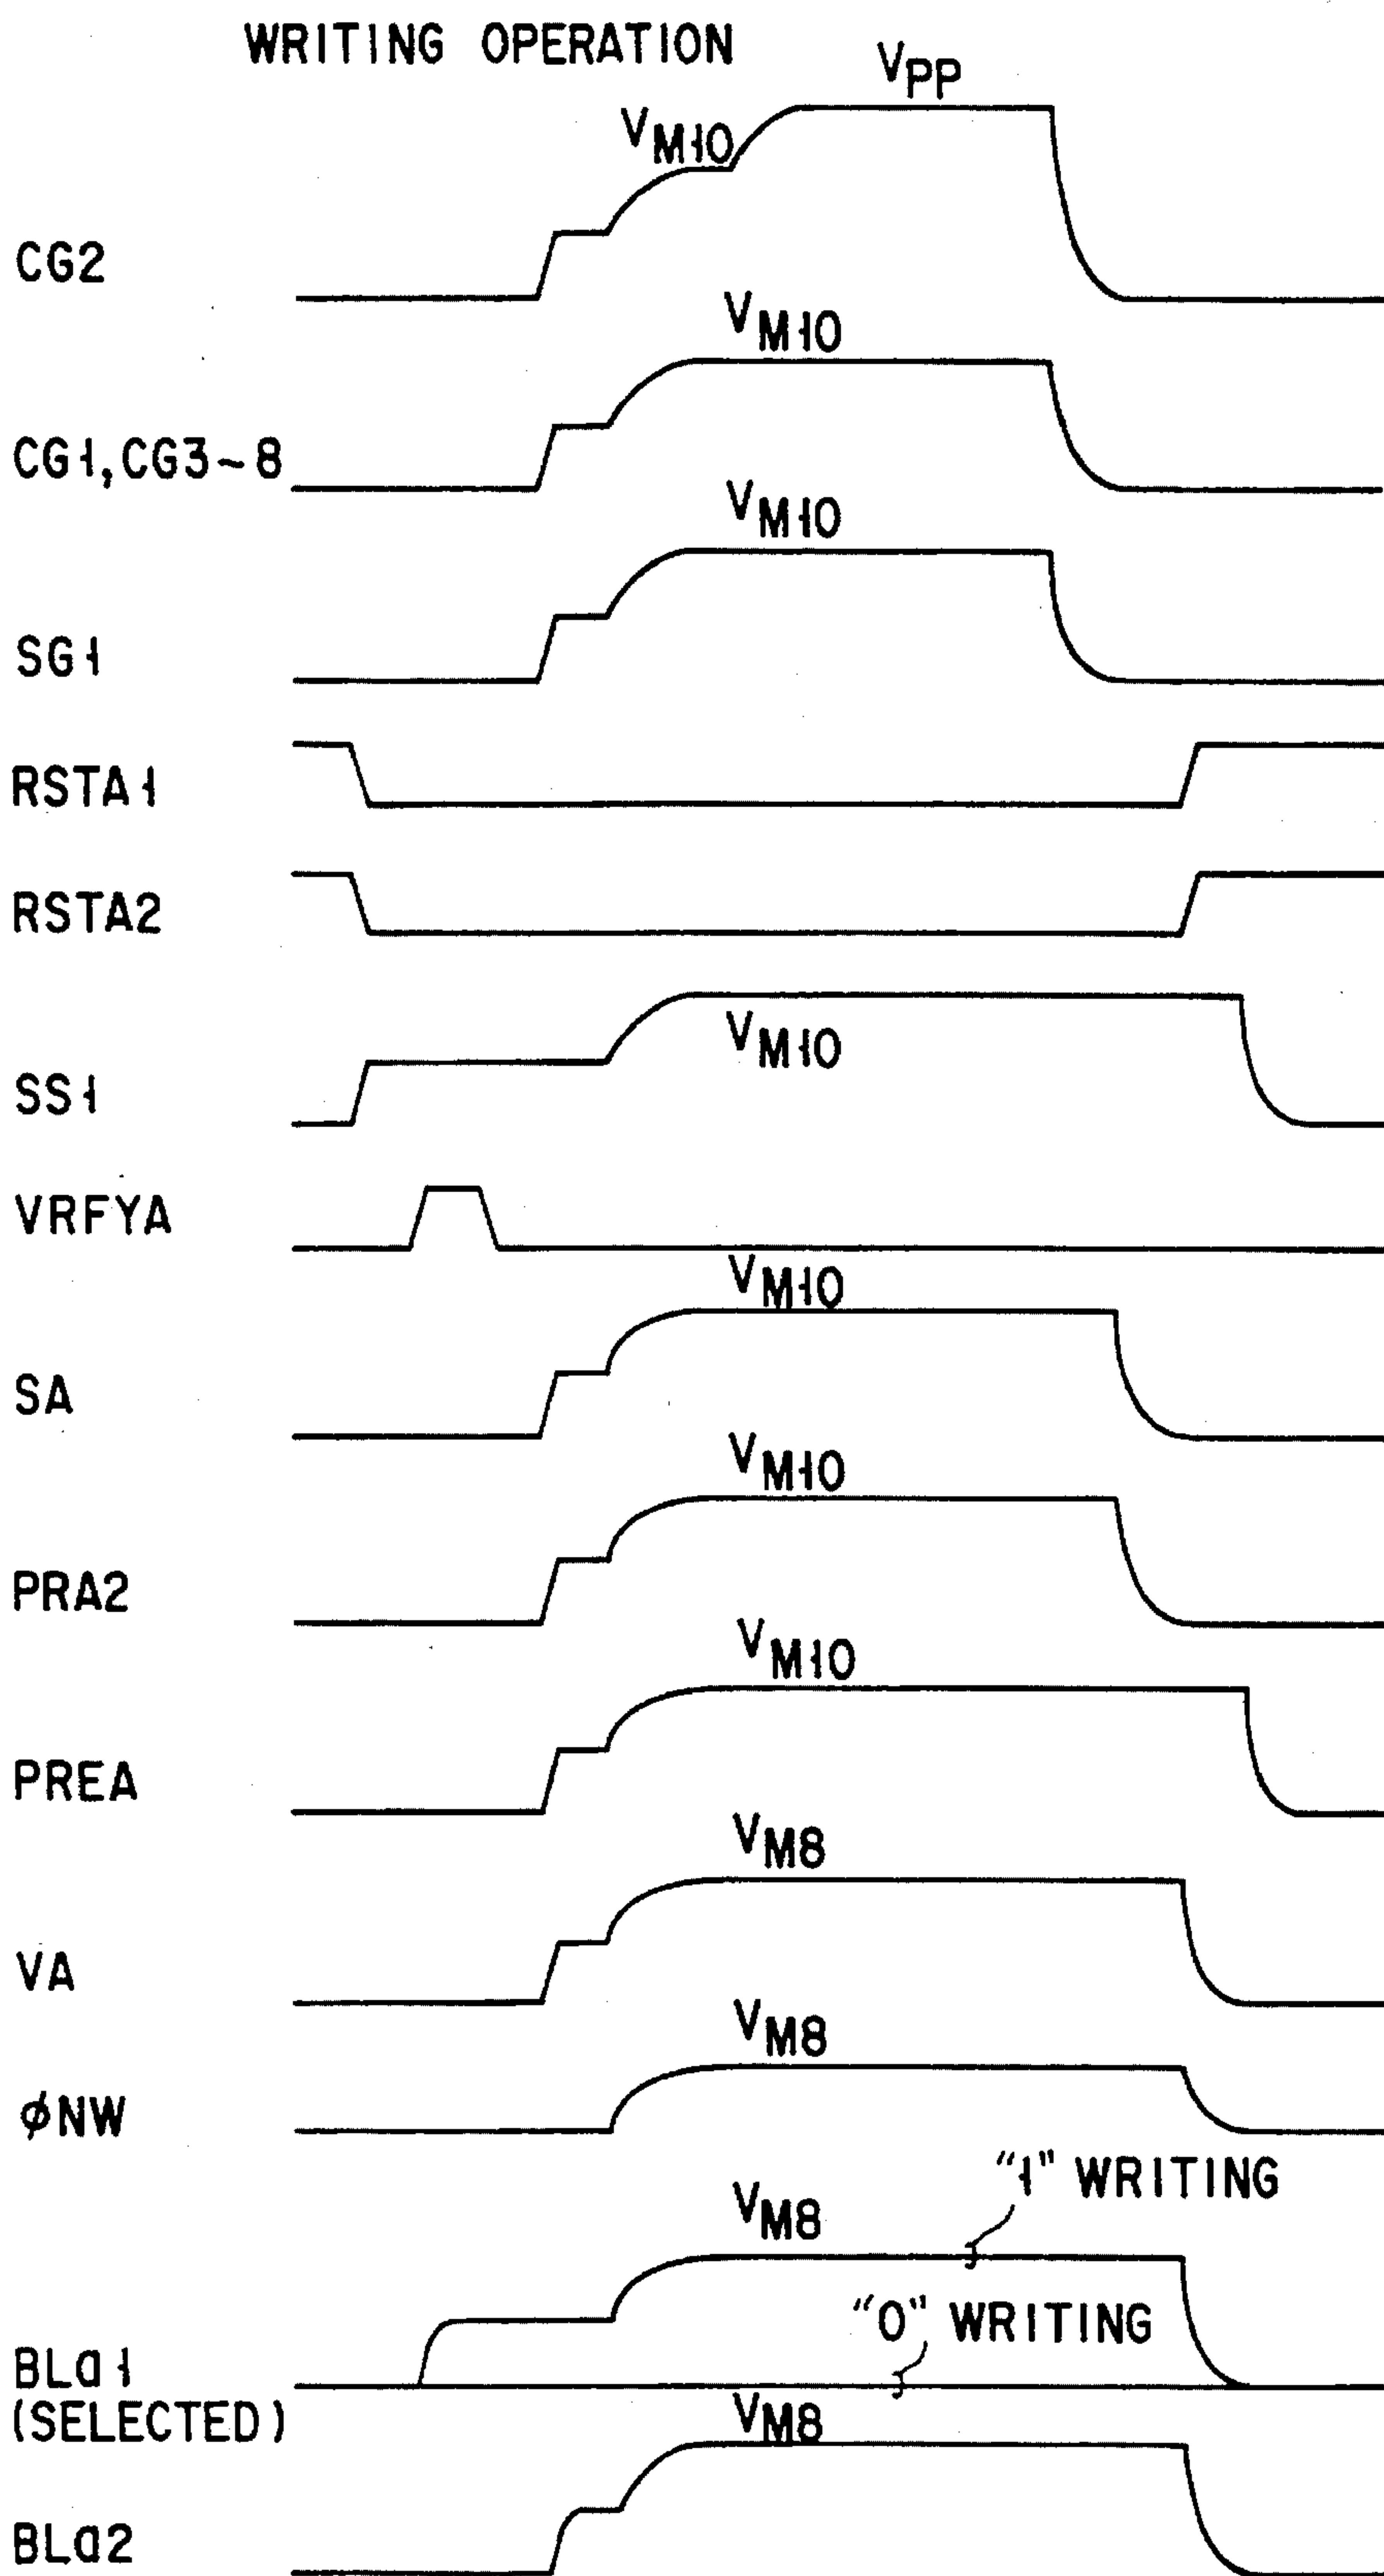 WRITING OPERATION
VPP
VM10
CG2
VM10
CG1,CG3~8
VM10
SG1
RSTA1
RSTA2
VM10
SS1
VRFYA
VM10
SA
VM10
PRA2
VM10
PREA
VM8
VA
VM8
φNW
"1" WRITING
VM8
"0" WRITING
BLa1
(SELECTED)
VM8
BLa2